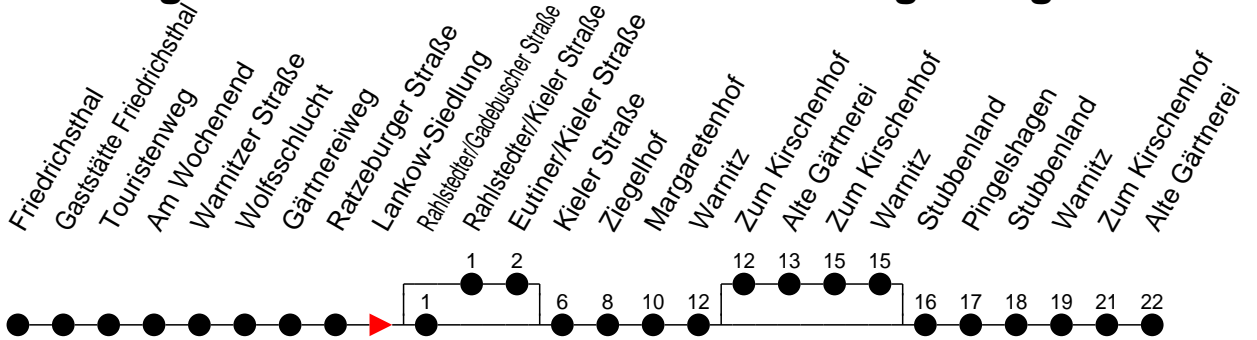 Friedrichsthal
Gaststätte Friedrichsthal
Touristenweg
Am Wochenend
Warnitzer Straße
Wolfsschlucht
Gärtnereiweg
Ratzeburger Straße
Lankow-Siedlung
Rahlstedter/Gadebuscher Straße
Rahlstedter/Kieler Straße
Eutiner/Kieler Straße
Kieler Straße
Ziegelhof
Margaretenhof
Warnitz
Zum Kirschenhof
Alte Gärtnerei
Zum Kirschenhof
Warnitz
Stubbenland
Pingelshagen
Stubbenland
Warnitz
Zum Kirschenhof
Alte Gärtnerei
1 2 12 13 15 15
1 6 8 10 12 16 17 18 19 21 22